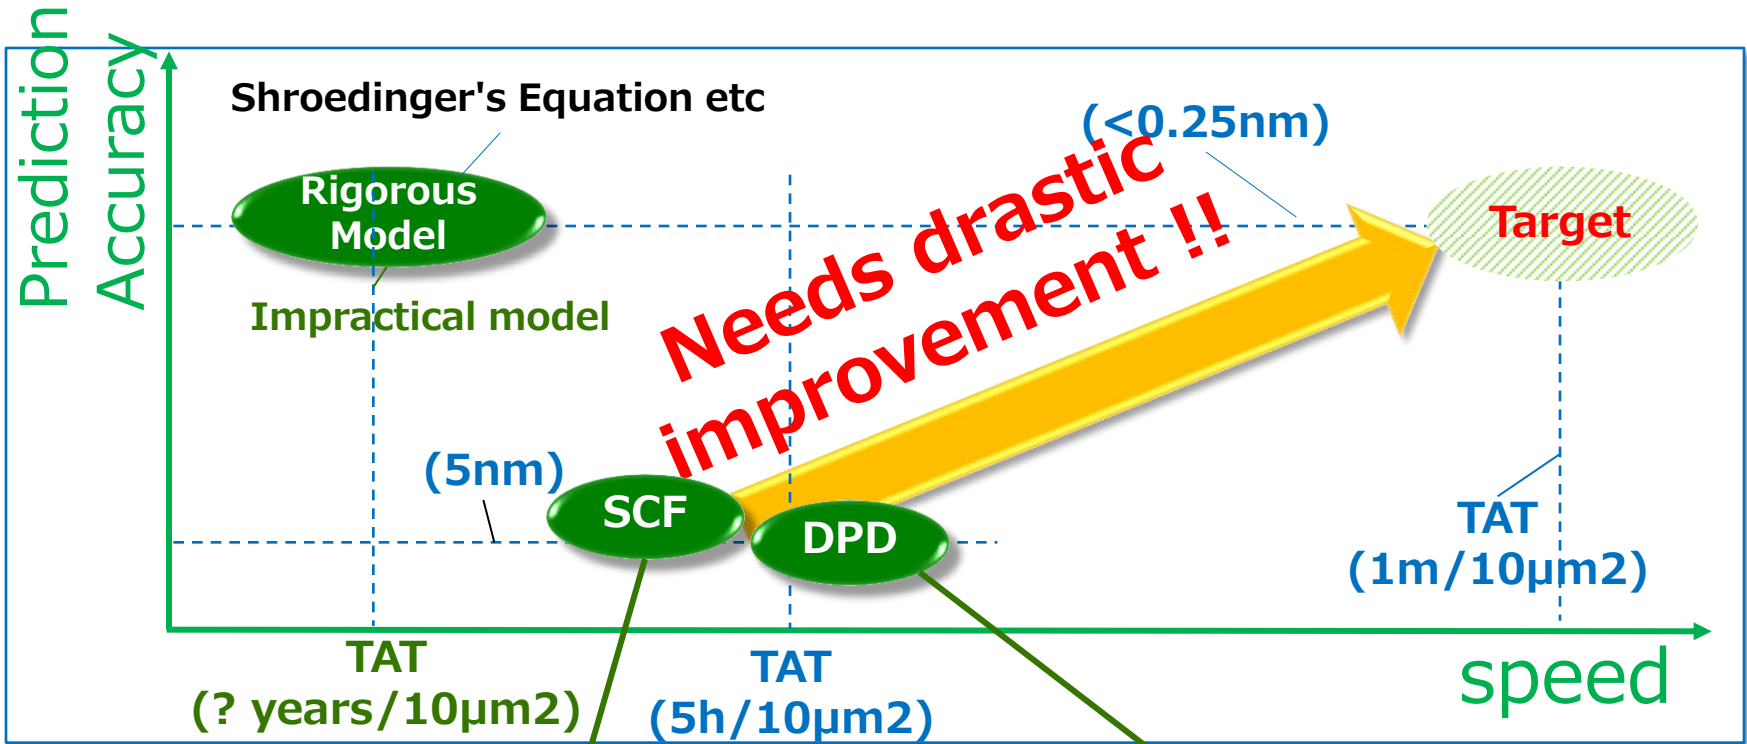 Prediction
Accuracy
Shroedinger's Equation etc
(<0.25nm)
Rigorous
Model
Target
Impractical model
Needs drastic
improvement !!
(5nm)
SCF
DPD
TAT
(1m/10μm2)
TAT
(? years/10μm2)
TAT
(5h/10μm2)
speed